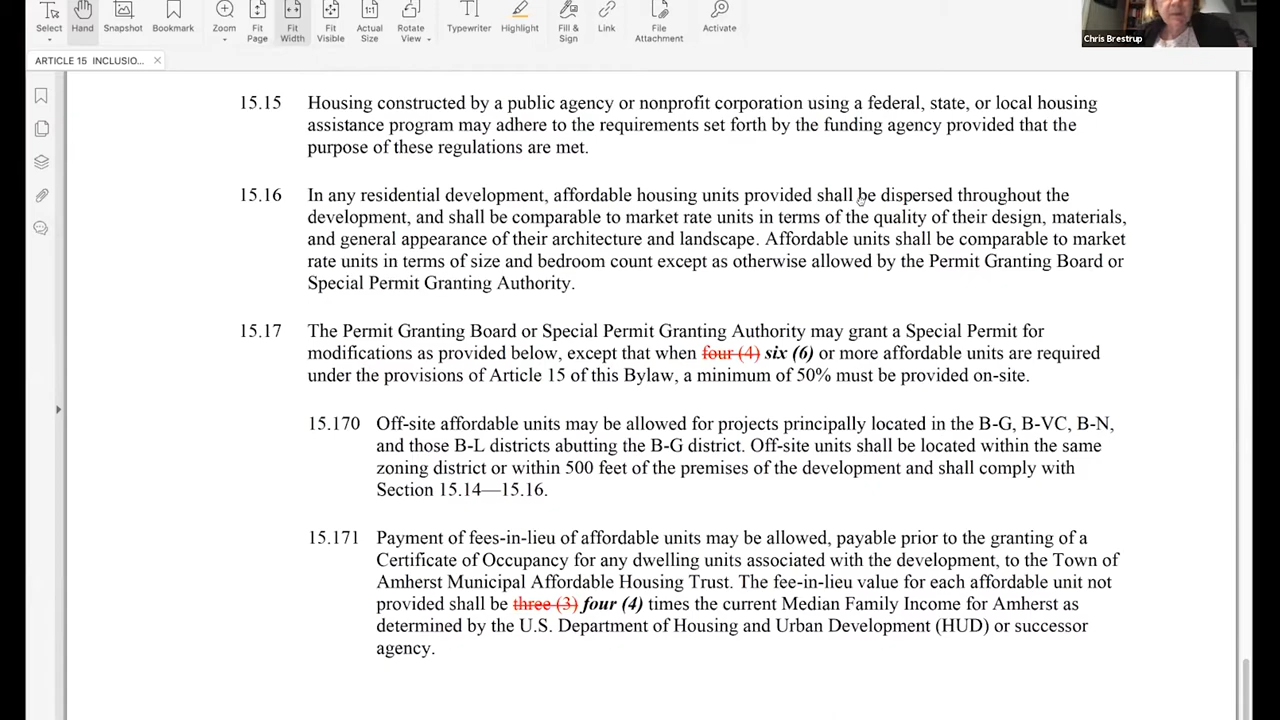 Select
Hand
Snapshot
Bookmark
Zoom
Fit
Page
Fit
Width
Fit
Visible
Actual
Size
Rotate
View
Typewriter
Highlight
Fill &
Sign
Link
File
Attachment
Activate
Chris Brestrup
ARTICLE 15 INCLUSIO...
15.15 Housing constructed by a public agency or nonprofit corporation using a federal, state, or local housing
assistance program may adhere to the requirements set forth by the funding agency provided that the
purpose of these regulations are met.
15.16 In any residential development, affordable housing units provided shall be dispersed throughout the
development, and shall be comparable to market rate units in terms of the quality of their design, materials,
and general appearance of their architecture and landscape. Affordable units shall be comparable to market
rate units in terms of size and bedroom count except as otherwise allowed by the Permit Granting Board or
Special Permit Granting Authority.
15.17 The Permit Granting Board or Special Permit Granting Authority may grant a Special Permit for
modifications as provided below, except that when four (4) six (6) or more affordable units are required
under the provisions of Article 15 of this Bylaw, a minimum of 50% must be provided on-site.
15.170 Off-site affordable units may be allowed for projects principally located in the B-G, B-VC, B-N,
and those B-L districts abutting the B-G district. Off-site units shall be located within the same
zoning district or within 500 feet of the premises of the development and shall comply with
Section 15.14—15.16.
15.171 Payment of fees-in-lieu of affordable units may be allowed, payable prior to the granting of a
Certificate of Occupancy for any dwelling units associated with the development, to the Town of
Amherst Municipal Affordable Housing Trust. The fee-in-lieu value for each affordable unit not
provided shall be three (3) four (4) times the current Median Family Income for Amherst as
determined by the U.S. Department of Housing and Urban Development (HUD) or successor
agency.